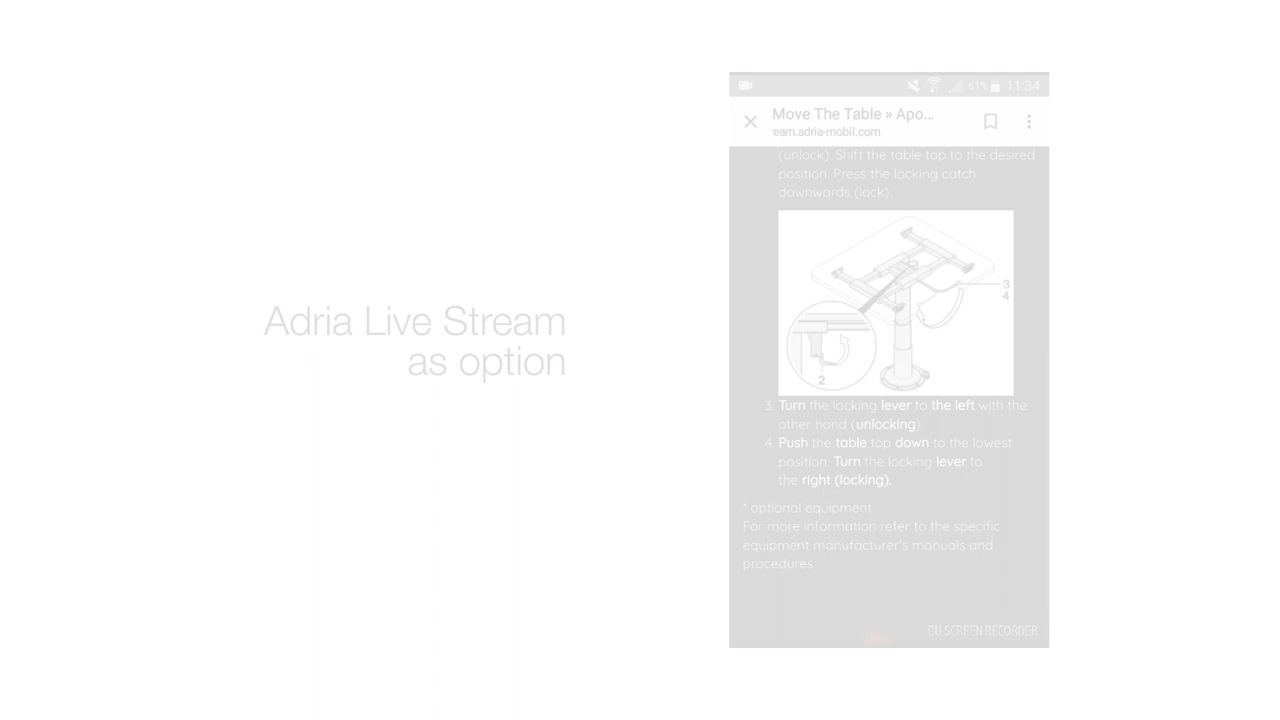 Adria Live Stream
as option
61% 11:34
Move The Table » Apo...
ream.adria-mobil.com
(unlock). Shift the table top to the desired
position. Press the locking catch
downwards (lock).
3
4
2
3. Turn the locking lever to the left with the
other hand (unlocking)
4. Push the table top down to the lowest
position. Turn the locking lever to
the right (locking).
* optional equipment
For more information refer to the specific
equipment manufacturer's manuals and
procedures
DU SCREEN RECORDER